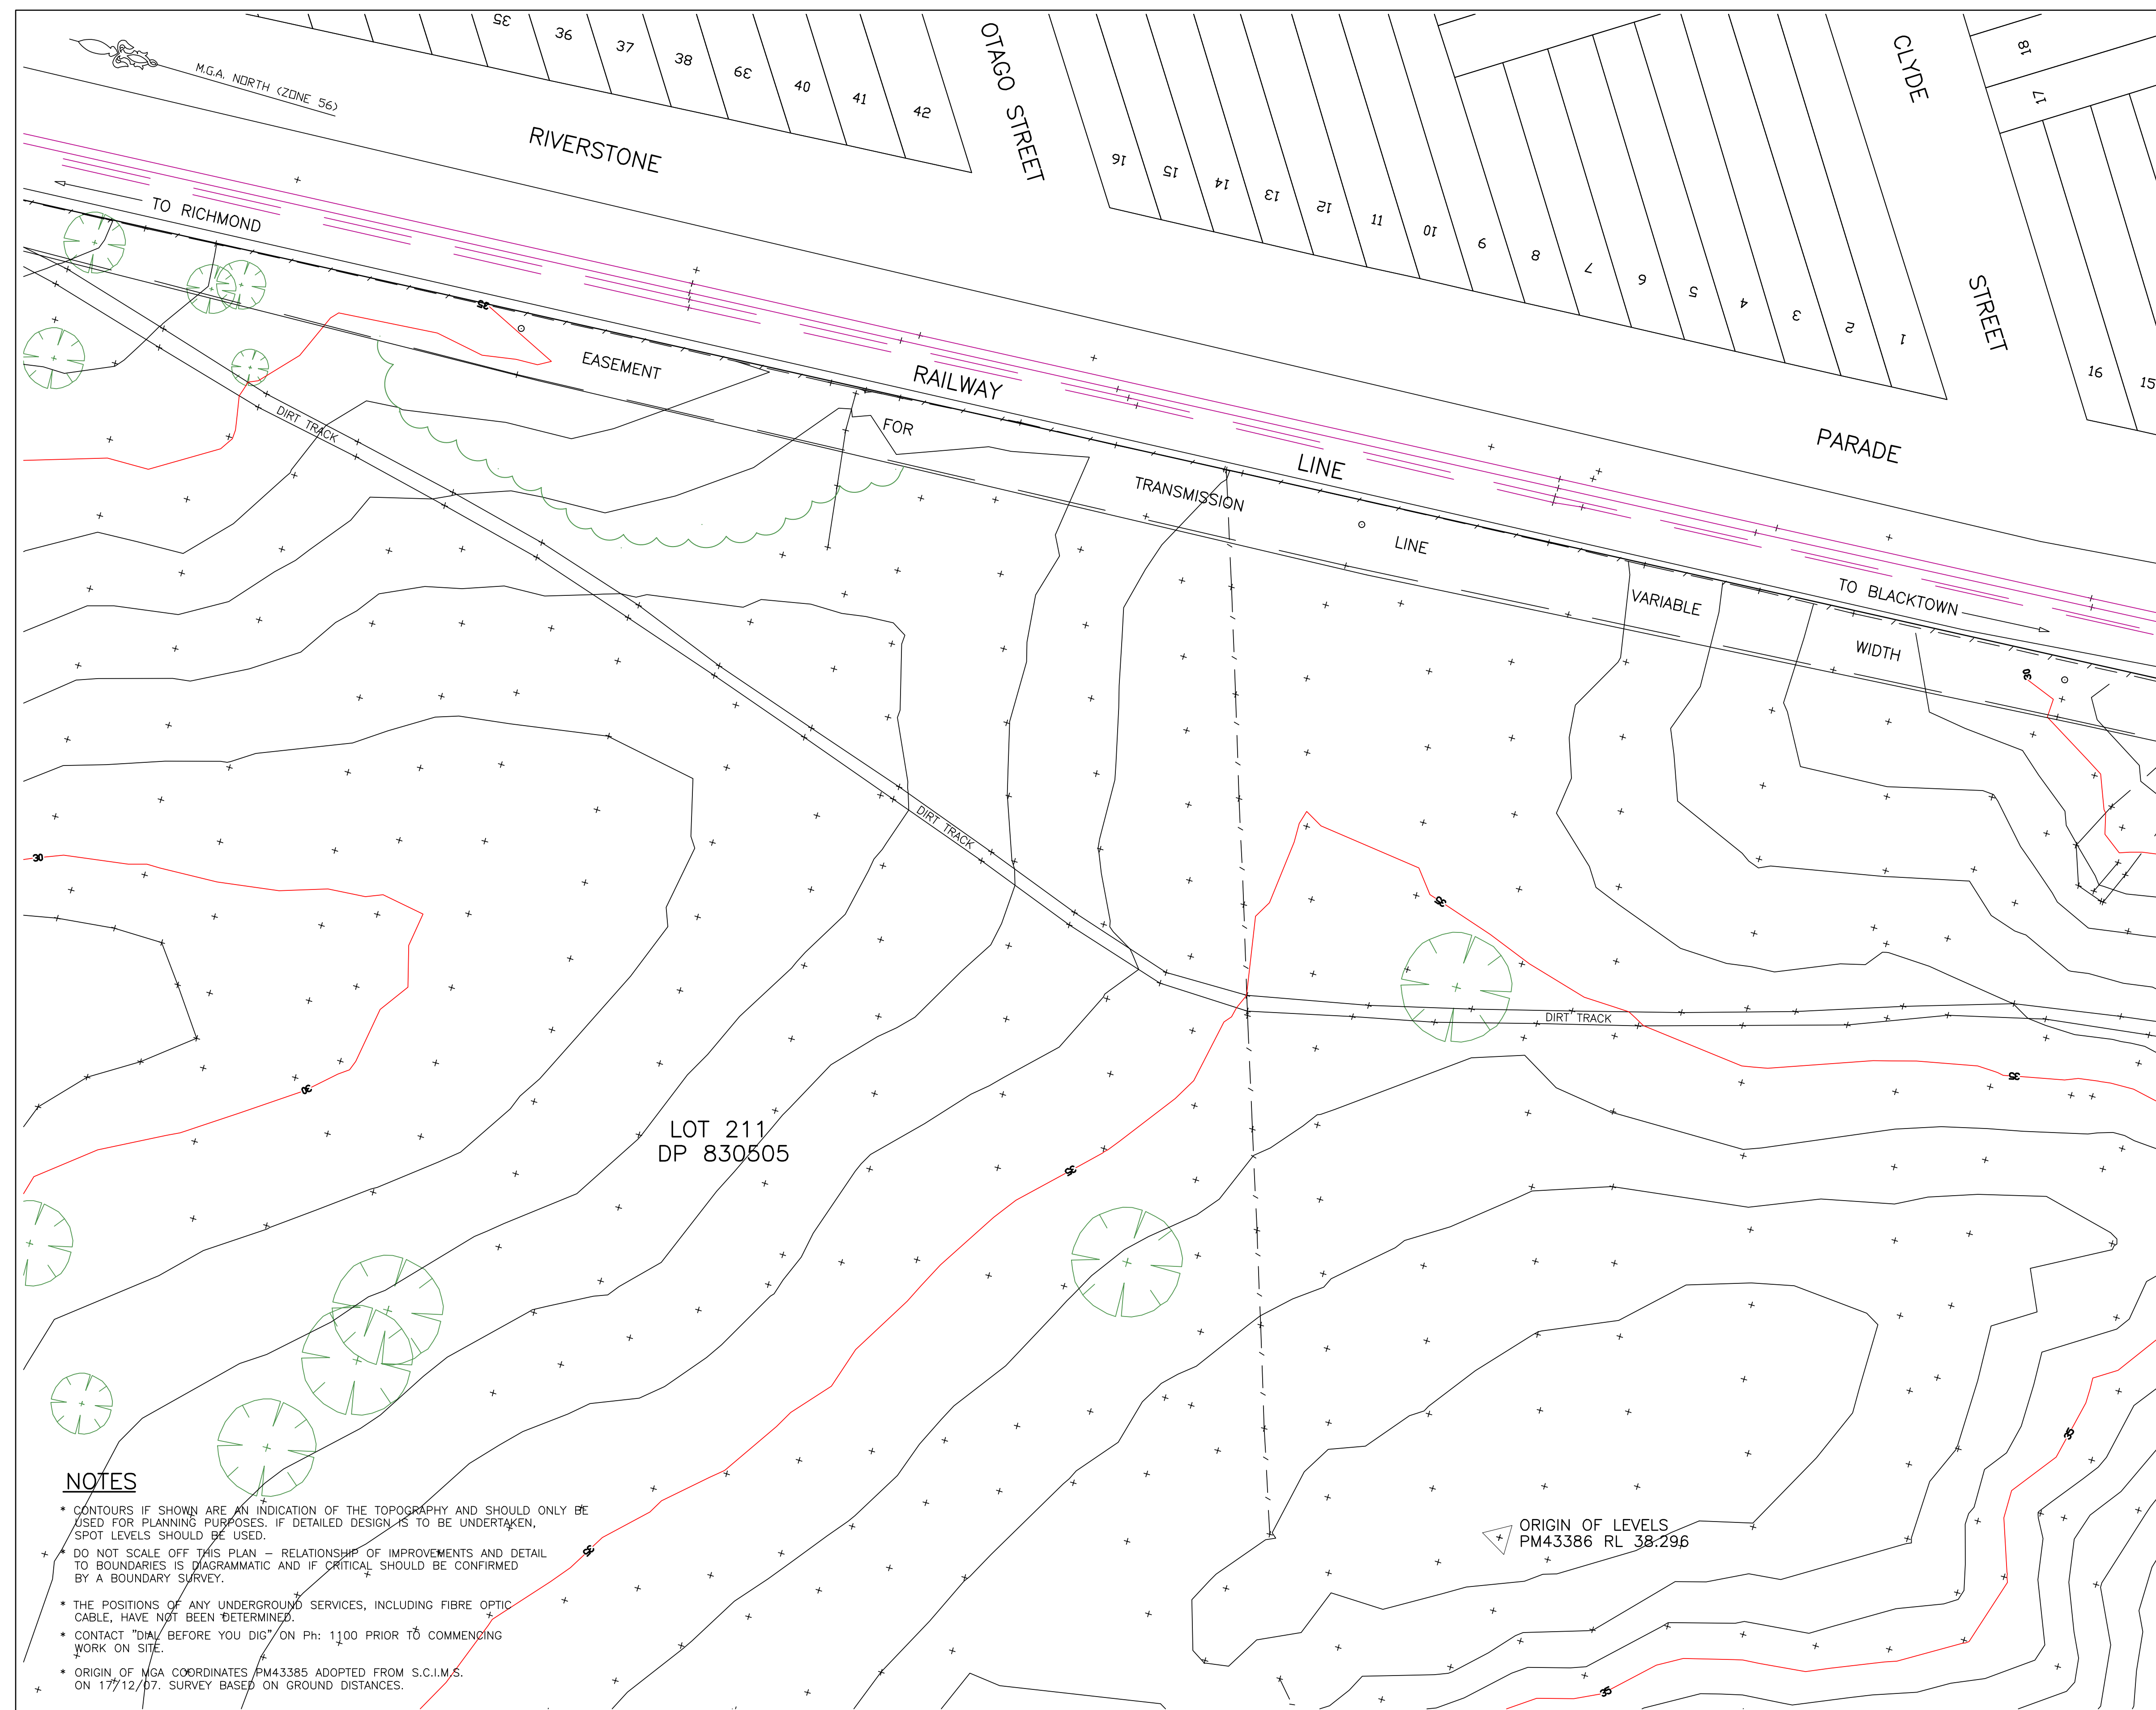 35
36
37
38
39
40
41
42
OTAGO STREET
CLYDE
STREET
18
17
M.G.A. NORTH (ZONE 56)
RIVERSTONE
PARADE
16
15
14
13
12
11
10
9
8
7
6
5
4
3
2
1
16
15
TO RICHMOND
RAILWAY
LINE
TO BLACKTOWN
35
EASEMENT
FOR
TRANSMISSION
LINE
VARIABLE
WIDTH
30
DIRT TRACK
DIRT TRACK
DIRT TRACK
30
35
35
30
35
LOT 211
DP 830505
35
35
35
ORIGIN OF LEVELS
PM43386 RL 38.296
NOTES
* CONTOURS IF SHOWN ARE AN INDICATION OF THE TOPOGRAPHY AND SHOULD ONLY BE
USED FOR PLANNING PURPOSES. IF DETAILED DESIGN IS TO BE UNDERTAKEN,
SPOT LEVELS SHOULD BE USED.
* DO NOT SCALE OFF THIS PLAN – RELATIONSHIP OF IMPROVEMENTS AND DETAIL
TO BOUNDARIES IS DIAGRAMMATIC AND IF CRITICAL SHOULD BE CONFIRMED
BY A BOUNDARY SURVEY.
* THE POSITIONS OF ANY UNDERGROUND SERVICES, INCLUDING FIBRE OPTIC
CABLE, HAVE NOT BEEN DETERMINED.
* CONTACT "DIAL BEFORE YOU DIG" ON Ph: 1100 PRIOR TO COMMENCING
WORK ON SITE.
* ORIGIN OF MGA COORDINATES PM43385 ADOPTED FROM S.C.I.M.S.
ON 17/12/07. SURVEY BASED ON GROUND DISTANCES.